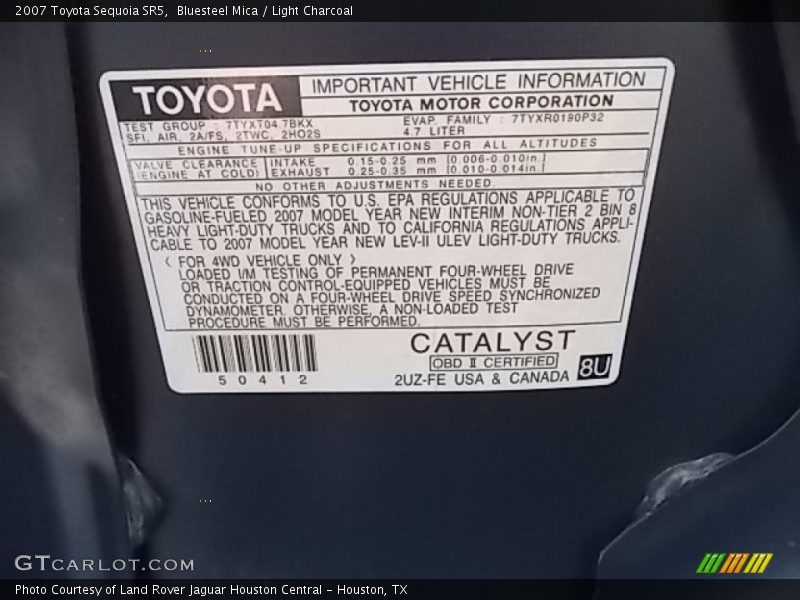 2007 Toyota Sequoia SR5, Bluesteel Mica / Light Charcoal
TOYOTA
IMPORTANT VEHICLE INFORMATION
TOYOTA MOTOR CORPORATION
TEST GROUP : 7TYXT04.7BKX
SFI, AIR, 2A/FS, 2TWC, 2HO2S
EVAP. FAMILY : 7TYXR0190P32
4.7 LITER
ENGINE TUNE-UP SPECIFICATIONS FOR ALL ALTITUDES
VALVE CLEARANCE INTAKE 0.15-0.25 mm [0.006-0.010in.]
(ENGINE AT COLD) EXHAUST 0.25-0.35 mm [0.010-0.014in.]
NO OTHER ADJUSTMENTS NEEDED.
THIS VEHICLE CONFORMS TO U.S. EPA REGULATIONS APPLICABLE TO
GASOLINE-FUELED 2007 MODEL YEAR NEW INTERIM NON-TIER 2 BIN 8
HEAVY LIGHT-DUTY TRUCKS AND TO CALIFORNIA REGULATIONS APPLI-
CABLE TO 2007 MODEL YEAR NEW LEV-II ULEV LIGHT-DUTY TRUCKS.
< FOR 4WD VEHICLE ONLY >
LOADED I/M TESTING OF PERMANENT FOUR-WHEEL DRIVE
OR TRACTION CONTROL-EQUIPPED VEHICLES MUST BE
CONDUCTED ON A FOUR-WHEEL DRIVE SPEED SYNCHRONIZED
DYNAMOMETER. OTHERWISE, A NON-LOADED TEST
PROCEDURE MUST BE PERFORMED.
CATALYST
OBD II CERTIFIED
50412
2UZ-FE USA & CANADA
8U
GTCARLOT.COM
Photo Courtesy of Land Rover Jaguar Houston Central - Houston, TX